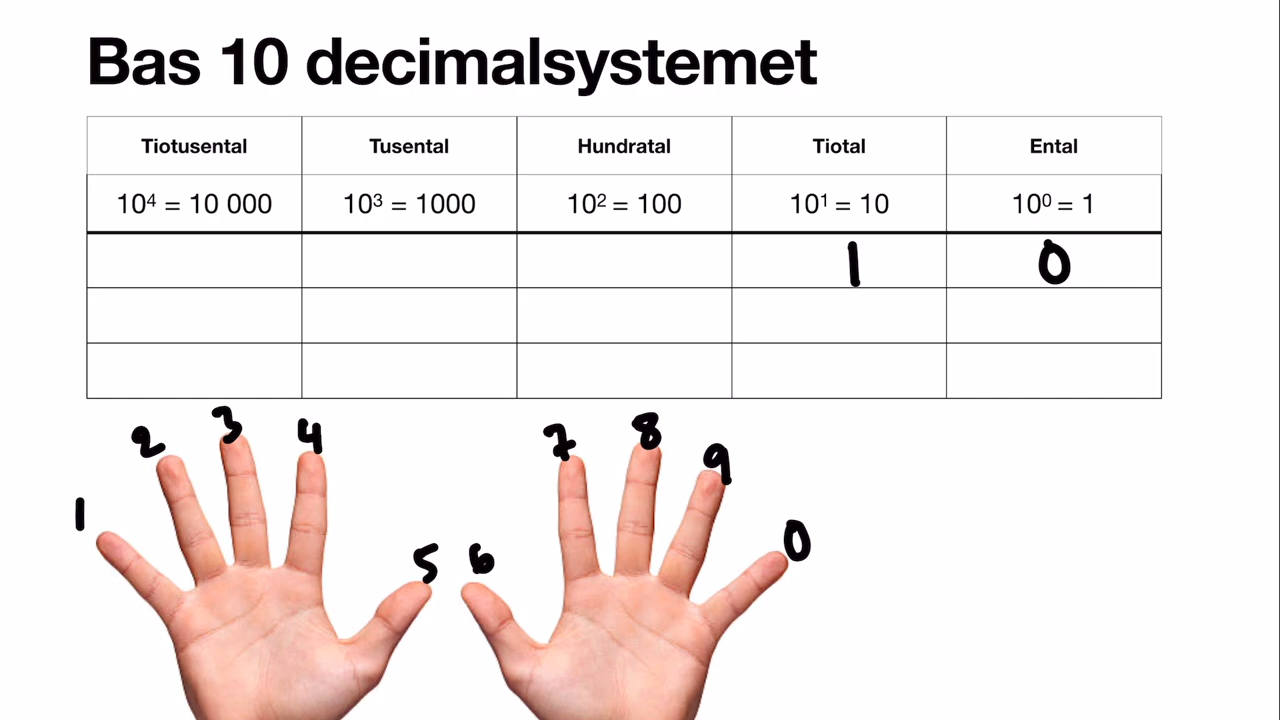 Bas 10 decimalsystemet
Tiotusental Tusental Hundratal Tiotal Ental
10⁴ = 10 000 10³ = 1000 10² = 100 10¹ = 10 10⁰ = 1
1 0
1 2 3 4 5 6 7 8 9 0